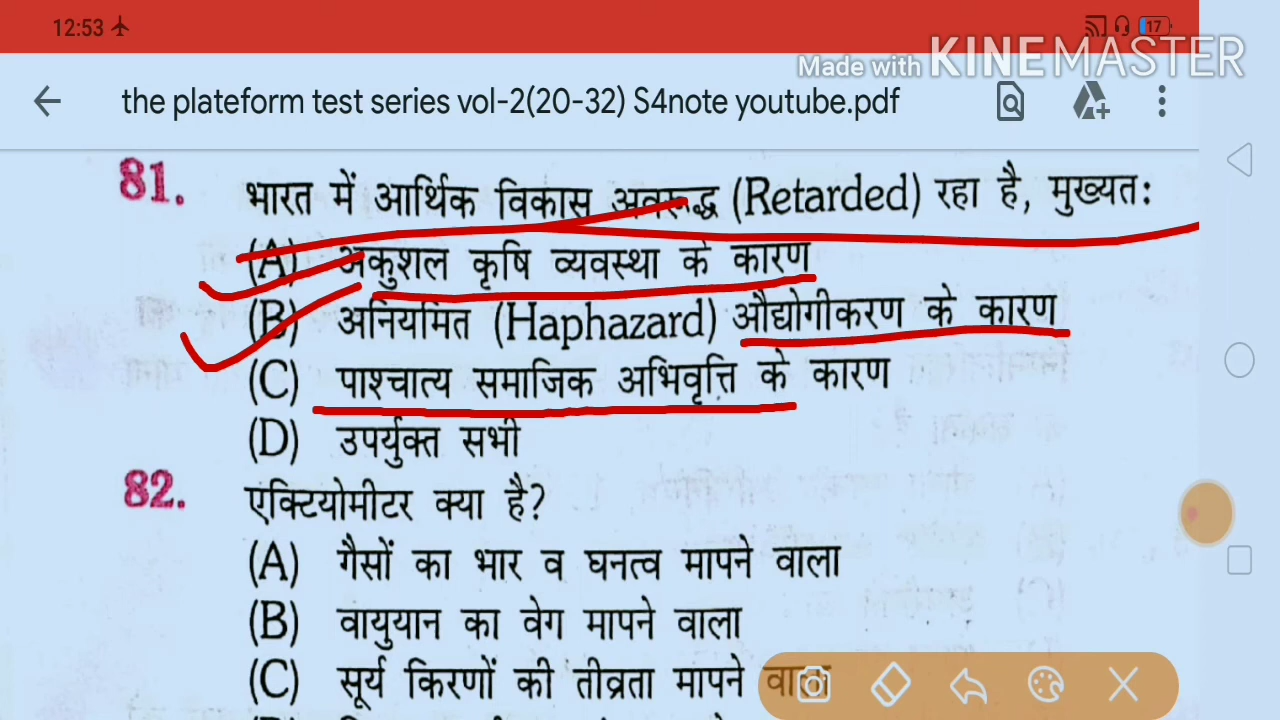 12:53
17
Made with KINEMASTER
the plateform test series vol-2(20-32) S4note youtube.pdf
81. भारत में आर्थिक विकास अवरूद्ध (Retarded) रहा है, मुख्यत:
(A) अकुशल कृषि व्यवस्था के कारण
(B) अनियमित (Haphazard) औद्योगीकरण के कारण
(C) पाश्चात्य समाजिक अभिवृत्ति के कारण
(D) उपर्युक्त सभी
82. एक्टियोमीटर क्या है?
(A) गैसों का भार व घनत्व मापने वाला
(B) वायुयान का वेग मापने वाला
(C) सूर्य किरणों की तीव्रता मापने वाला